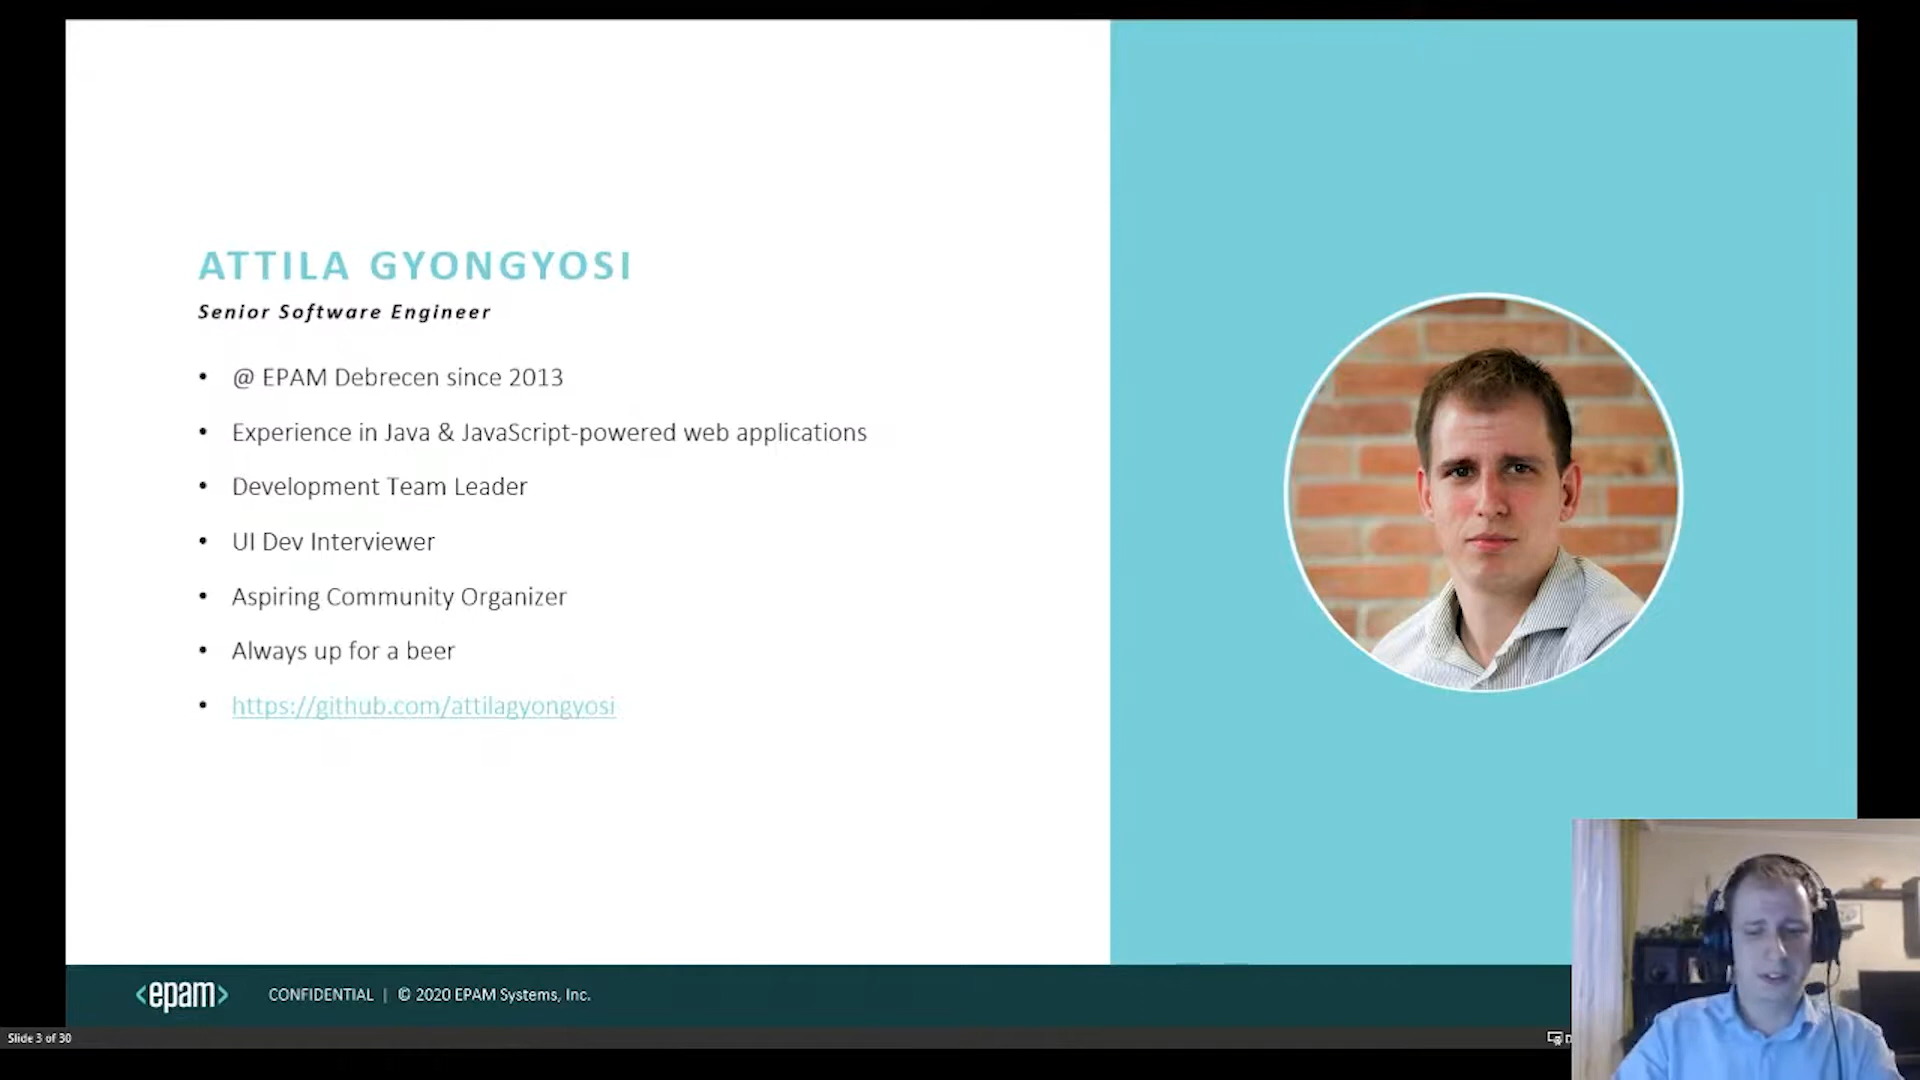 ATTILA GYONGYOSI
Senior Software Engineer
• @ EPAM Debrecen since 2013
• Experience in Java & JavaScript-powered web applications
• Development Team Leader
• UI Dev Interviewer
• Aspiring Community Organizer
• Always up for a beer
• https://github.com/attilagyongyosi
<epam> CONFIDENTIAL | © 2020 EPAM Systems, Inc.
Slide 3 of 30